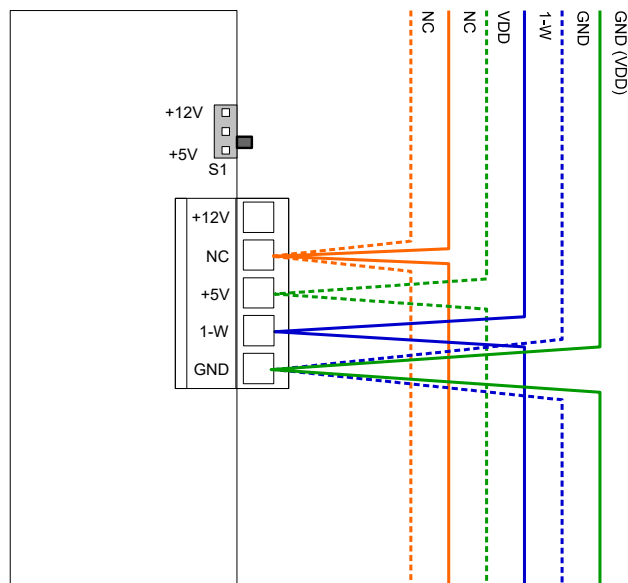 NC
NC
VDD
1-W
GND
GND (VDD)
+12V
+5V
S1
+12V
NC
+5V
1-W
GND